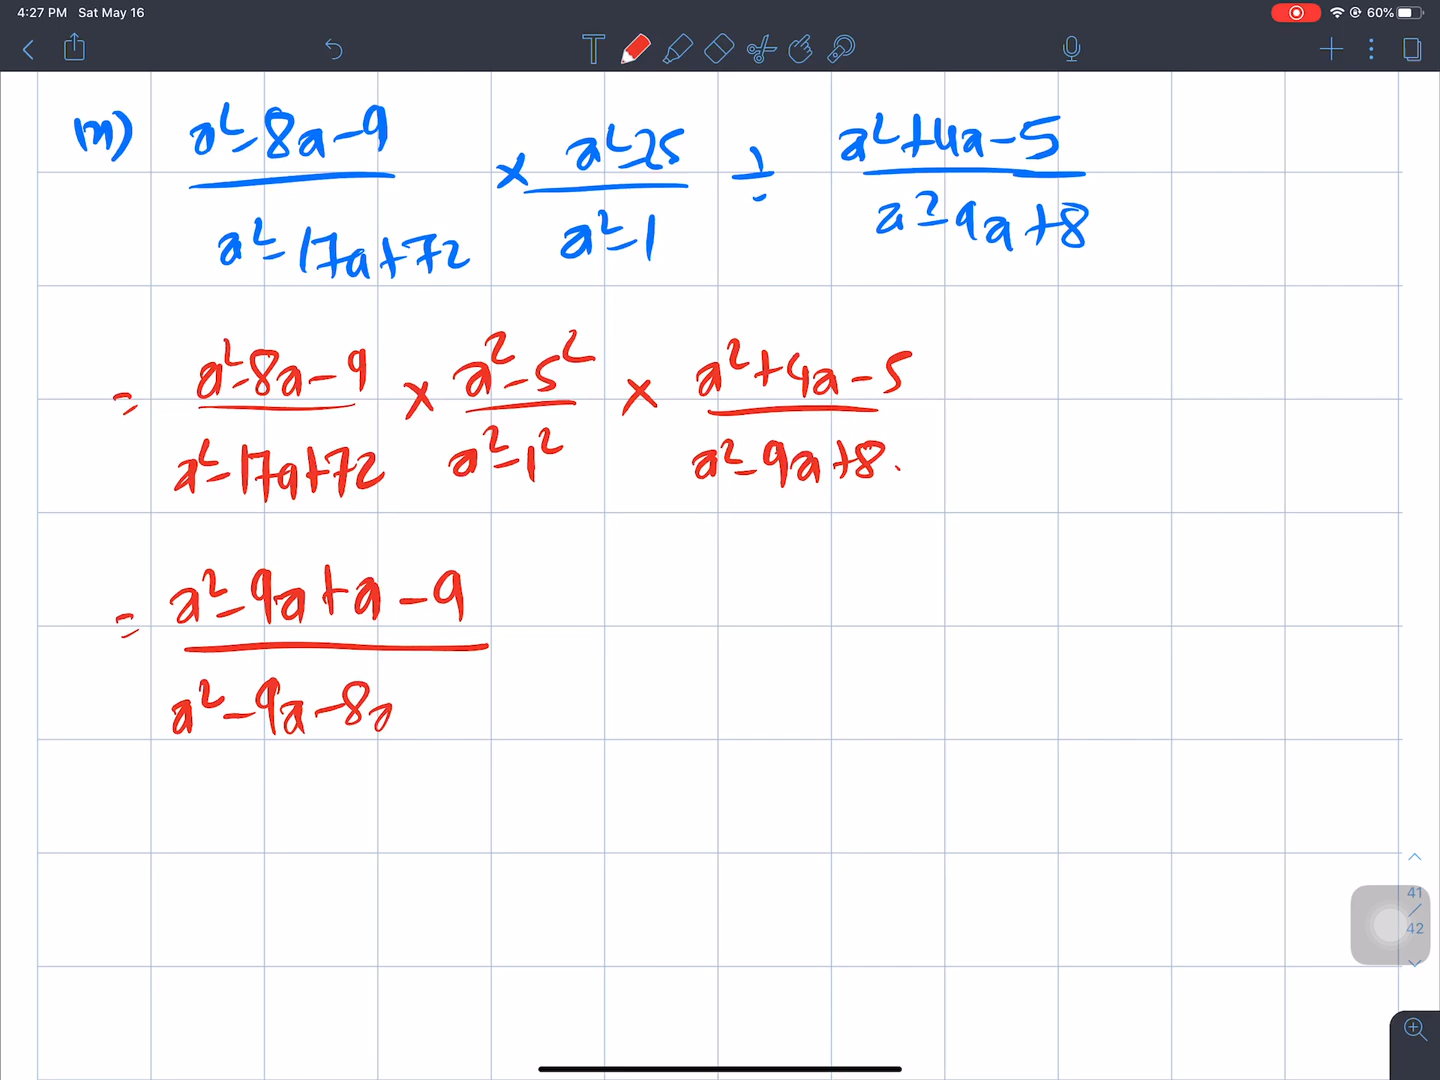 4:27 PM Sat May 16 60%
m) a²-8a-9 / a²-17a+72 × a²-25 / a²-1 ÷ a²+4a-5 / a²-9a+8
= a²-8a-9 / a²-17a+72 × a²-5² / a²-1² × a²+4a-5 / a²-9a+8.
= a²-9a+a-9 / a²-9a-8a
41 / 42